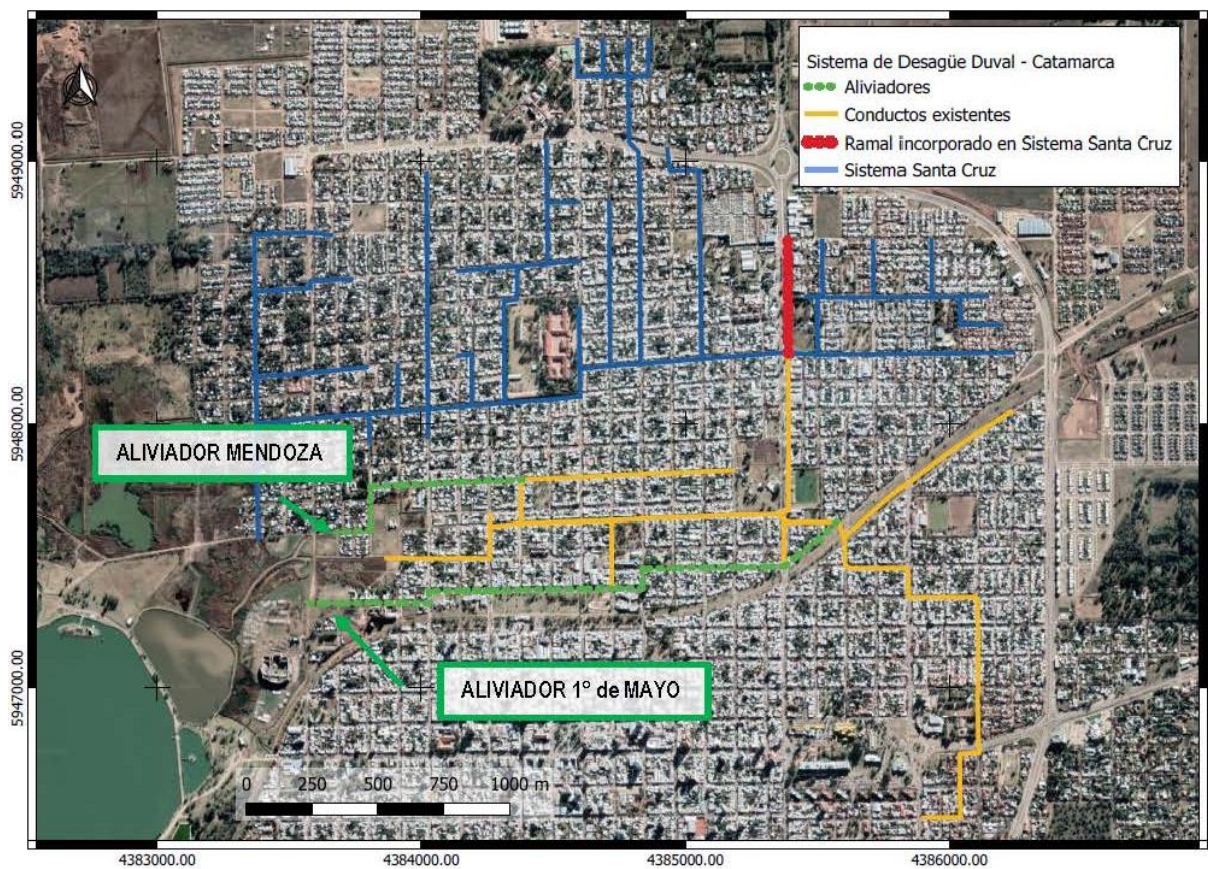 Sistema de Desagüe Duval - Catamarca
Aliviadores
Conductos existentes
Ramal incorporado en Sistema Santa Cruz
Sistema Santa Cruz
5949000.00
5948000.00
ALIVIADOR MENDOZA
5947000.00
ALIVIADOR 1º de MAYO
0 250 500 750 1000 m
4383000.00 4384000.00 4385000.00 4386000.00